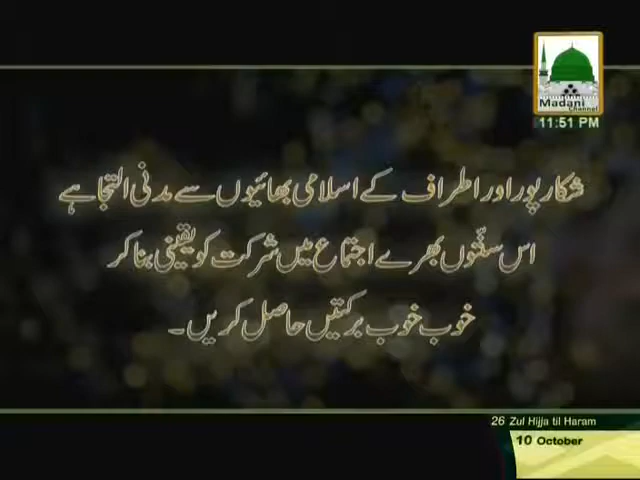 Madani
Channel
11:51 PM
شکارپور اور اطراف کے اسلامی بھائیوں سے مدنی التجا ہے
اس سنّتوں بھرے اجتماع میں شرکت کو یقینی بنا کر
خوب خوب برکتیں حاصل کریں۔
26 Zul Hijja til Haram
10 October